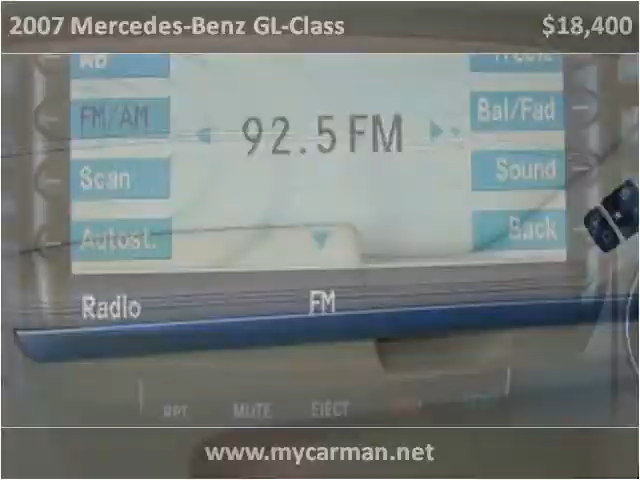 2007 Mercedes-Benz GL-Class $18,400
FM/AM 92.5 FM Bal/Fad
Scan Sound
Autost. Back
Radio FM
RPT MUTE EJECT
www.mycarman.net